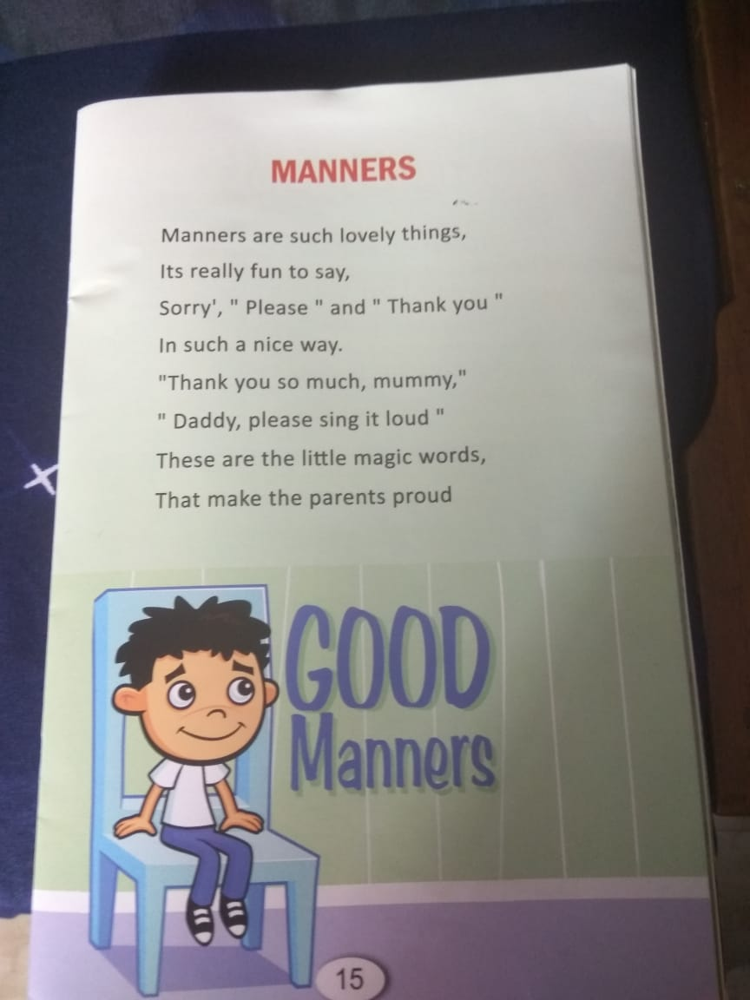 MANNERS
Manners are such lovely things,
Its really fun to say,
Sorry', " Please " and " Thank you "
In such a nice way.
"Thank you so much, mummy,"
" Daddy, please sing it loud "
These are the little magic words,
That make the parents proud
GOOD
Manners
15